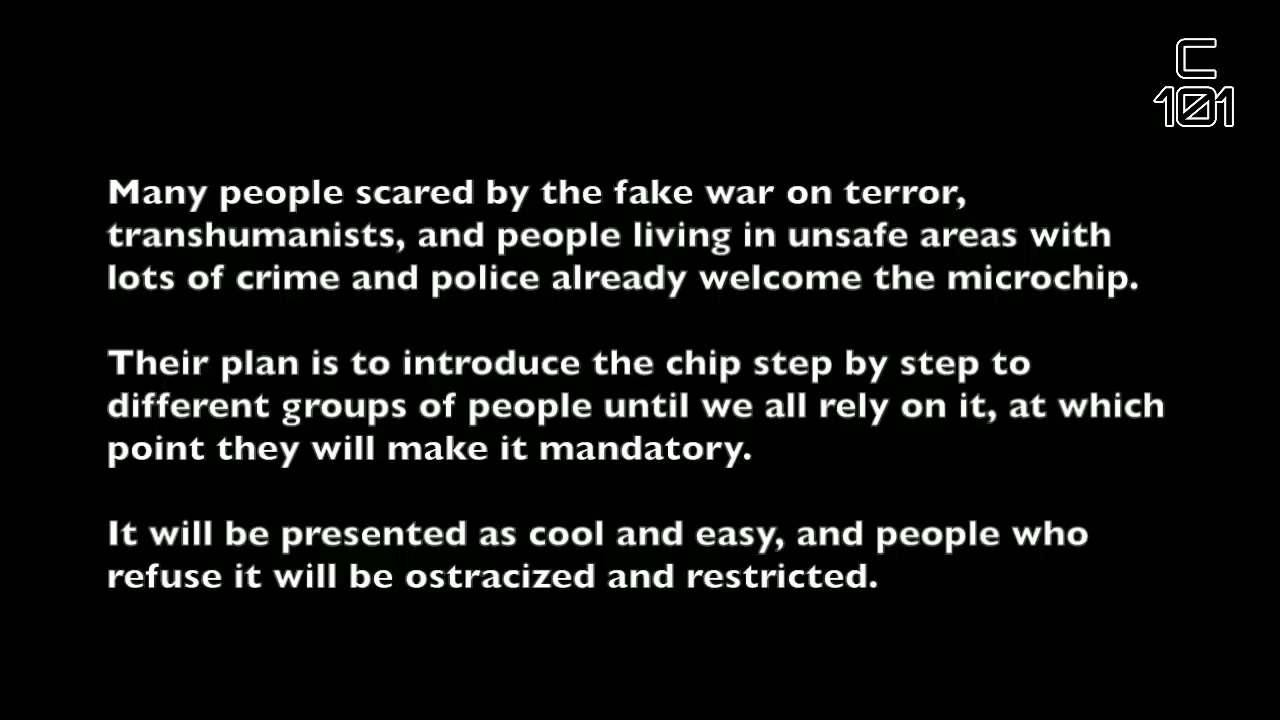 C
101
Many people scared by the fake war on terror,
transhumanists, and people living in unsafe areas with
lots of crime and police already welcome the microchip.
Their plan is to introduce the chip step by step to
different groups of people until we all rely on it, at which
point they will make it mandatory.
It will be presented as cool and easy, and people who
refuse it will be ostracized and restricted.